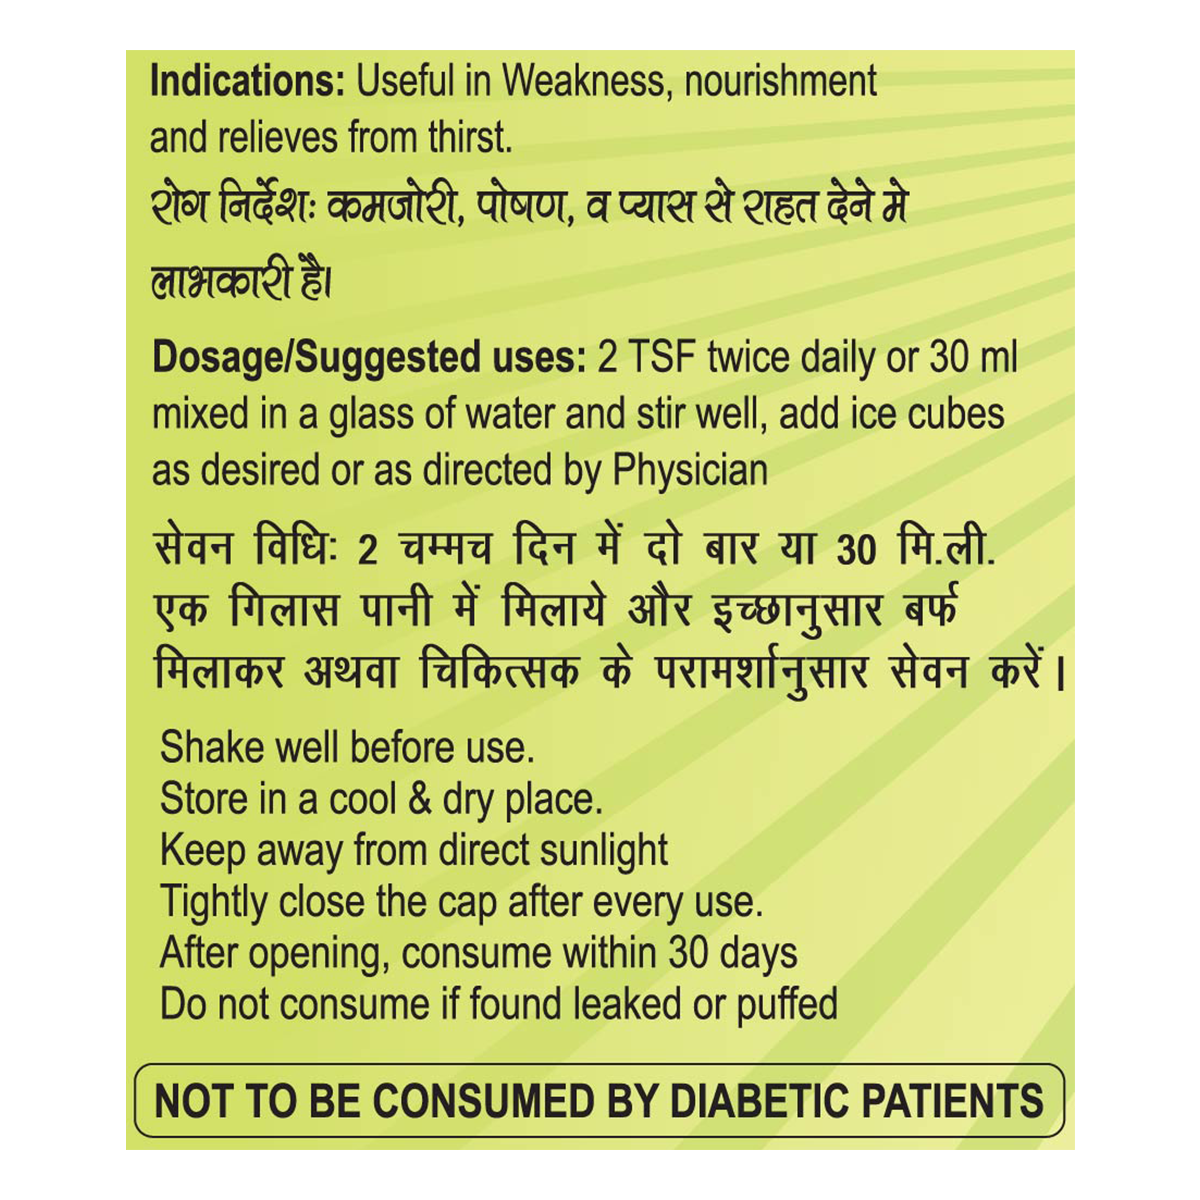 Indications: Useful in Weakness, nourishment
and relieves from thirst.
रोग निर्देशः कमजोरी, पोषण, व प्यास से राहत देने मे
लाभकारी है।
Dosage/Suggested uses: 2 TSF twice daily or 30 ml
mixed in a glass of water and stir well, add ice cubes
as desired or as directed by Physician
सेवन विधिः 2 चम्मच दिन में दो बार या 30 मि.ली.
एक गिलास पानी में मिलाये और इच्छानुसार बर्फ
मिलाकर अथवा चिकित्सक के परामर्शानुसार सेवन करें।
Shake well before use.
Store in a cool & dry place.
Keep away from direct sunlight
Tightly close the cap after every use.
After opening, consume within 30 days
Do not consume if found leaked or puffed
NOT TO BE CONSUMED BY DIABETIC PATIENTS